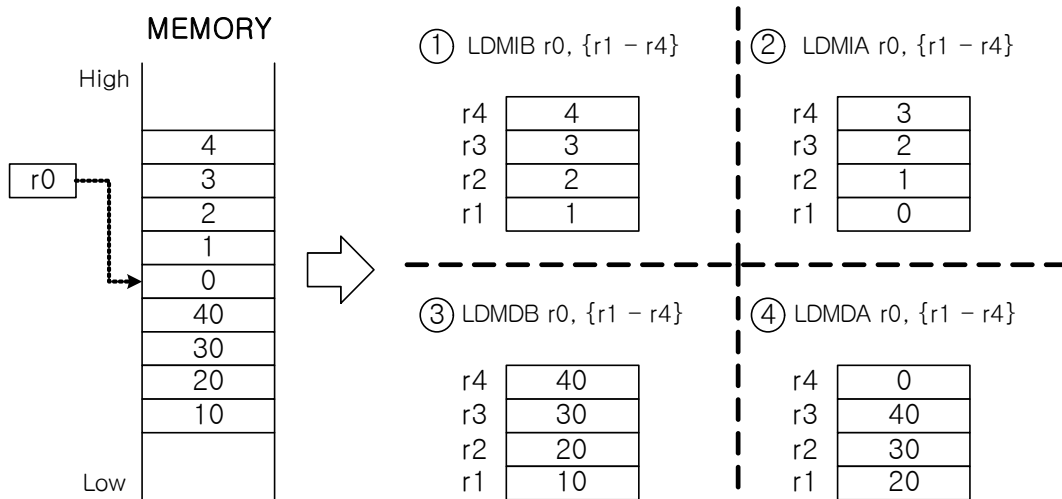 MEMORY
High
r0
4
3
2
1
0
40
30
20
10
Low
① LDMIB r0, {r1 - r4}
r4 4
r3 3
r2 2
r1 1
② LDMIA r0, {r1 - r4}
r4 3
r3 2
r2 1
r1 0
③ LDMDB r0, {r1 - r4}
r4 40
r3 30
r2 20
r1 10
④ LDMDA r0, {r1 - r4}
r4 0
r3 40
r2 30
r1 20